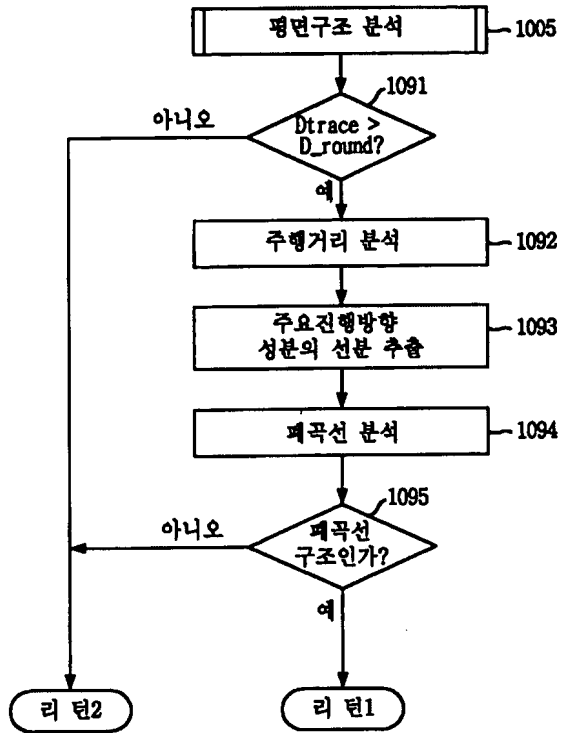 평면구조 분석
1005
1091
아니오
Dtrace >
D_round?
예
주행거리 분석
1092
주요진행방향
성분의 선분 추출
1093
폐곡선 분석
1094
1095
아니오
폐곡선
구조인가?
예
리 턴2
리 턴1